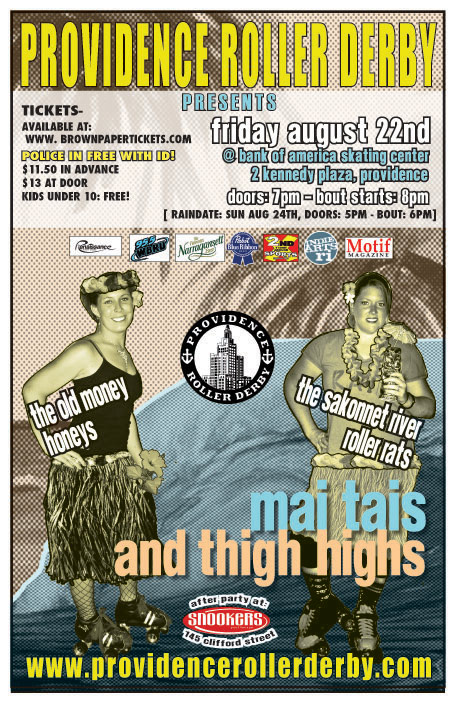 PROVIDENCE ROLLER DERBY
PRESENTS
TICKETS-
AVAILABLE AT:
WWW. BROWNPAPERTICKETS.COM
POLICE IN FREE WITH ID!
$11.50 IN ADVANCE
$13 AT DOOR
KIDS UNDER 10: FREE!
friday august 22nd
@ bank of america skating center
2 kennedy plaza, providence
doors: 7pm - bout starts: 8pm
[ RAINDATE: SUN AUG 24TH, DOORS: 5PM - BOUT: 6PM]
95.5
WBRU
Narragansett
Pabst
Blue Ribbon
2ND
INDIE
ARTS
ri
Motif
MAGAZINE
PROVIDENCE
ROLLER DERBY
the old money
honeys
the sakonnet river
roller rats
mai tais
and thigh highs
after party at:
SNOOKERS
145 clifford street
www.providencerollerderby.com